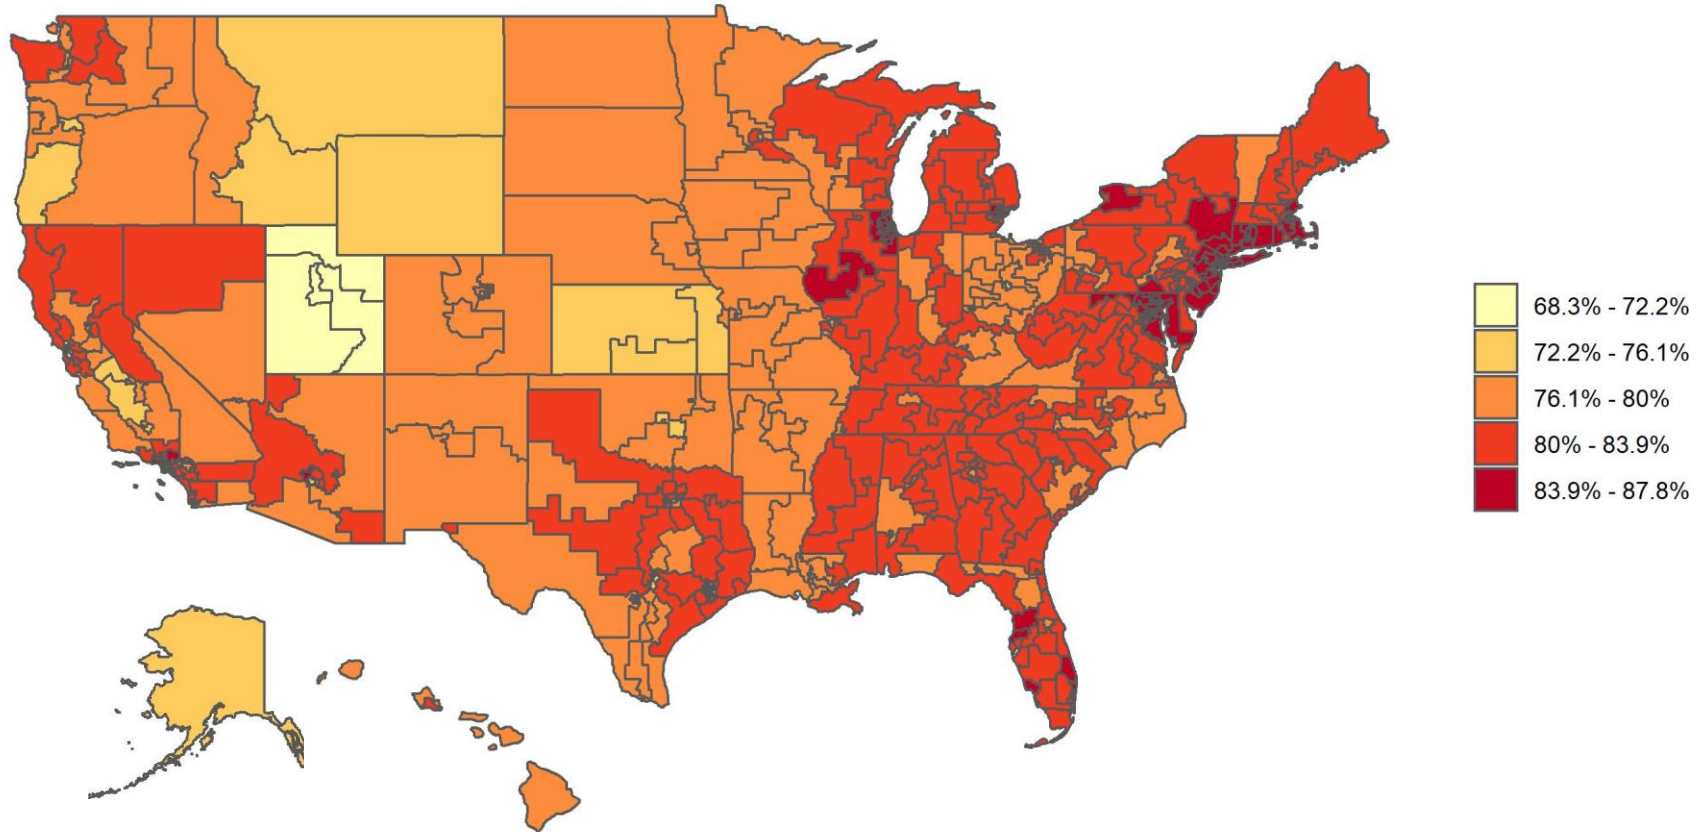 68.3% - 72.2%
72.2% - 76.1%
76.1% - 80%
80% - 83.9%
83.9% - 87.8%